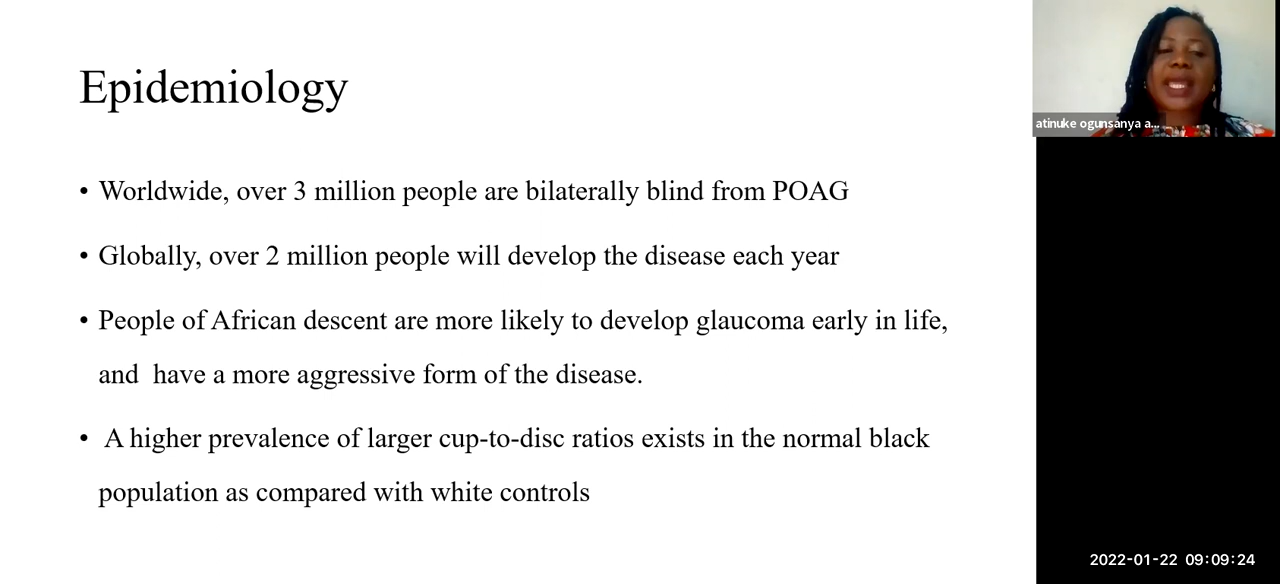 Epidemiology
• Worldwide, over 3 million people are bilaterally blind from POAG
• Globally, over 2 million people will develop the disease each year
• People of African descent are more likely to develop glaucoma early in life,
and  have a more aggressive form of the disease.
• A higher prevalence of larger cup-to-disc ratios exists in the normal black
population as compared with white controls
atinuke ogunsanya a...
2022-01-22 09:09:24